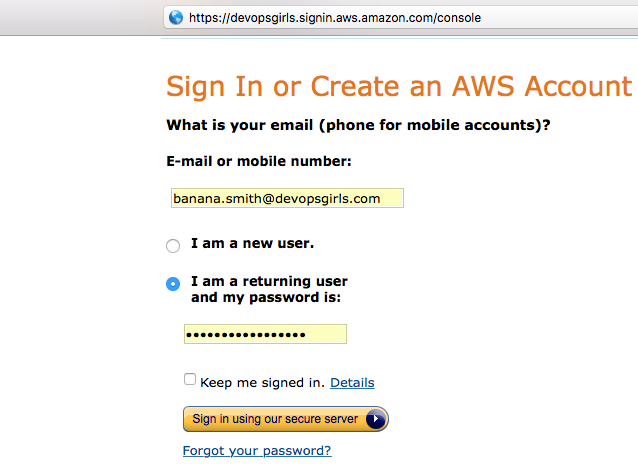 https://devopsgirls.signin.aws.amazon.com/console
Sign In or Create an AWS Account
What is your email (phone for mobile accounts)?
E-mail or mobile number:
banana.smith@devopsgirls.com
I am a new user.
I am a returning user
and my password is:
•••••••••••••••••
Keep me signed in. Details
Sign in using our secure server
Forgot your password?